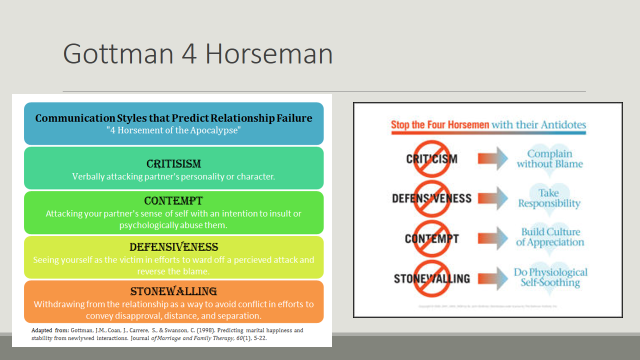 Gottman 4 Horseman
Communication Styles that Predict Relationship Failure
"4 Horsement of the Apocalypse"
CRITISISM
Verbally attacking partner's personality or character.
CONTEMPT
Attacking your partner's sense of self with an intention to insult or
psychologically abuse them.
DEFENSIVENESS
Seeing yourself as the victim in efforts to ward off a percieved attack and
reverse the blame.
STONEWALLING
Withdrawing from the relationship as a way to avoid conflict in efforts to
convey disapproval, distance, and separation.
Adapted from: Gottman, J.M., Coan, J., Carrere, S., & Swanson, C. (1998). Predicting marital happiness and
stability from newlywed interactions. Journal of Marriage and Family Therapy, 60(1), 5-22.
Stop the Four Horsemen with their Antidotes
CRITICISM
Complain
without Blame
DEFENSIVENESS
Take
Responsibility
CONTEMPT
Build Culture
of Appreciation
STONEWALLING
Do Physiological
Self-Soothing